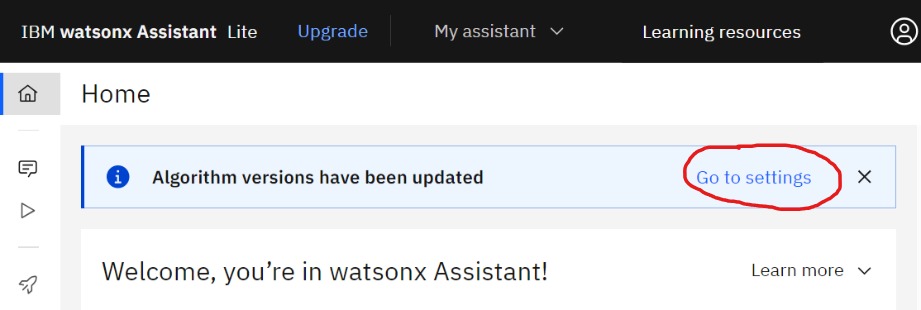 IBM watsonx Assistant Lite Upgrade My assistant Learning resources
Home
Algorithm versions have been updated Go to settings
Welcome, you’re in watsonx Assistant! Learn more